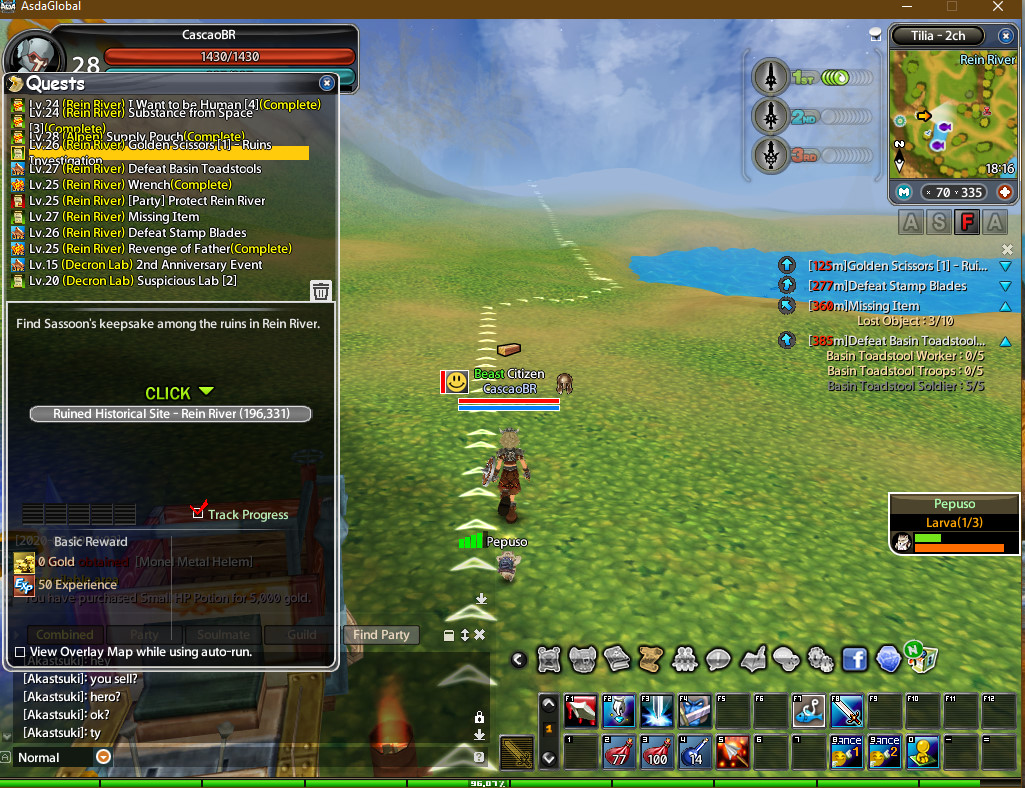 AsdaGlobal
CascaoBR
28
1430/1430
Quests
Lv.24 (Rein River) I Want to be Human [4](Complete)
Lv.24 (Rein River) Substance from Space
[3](Complete)
Lv.28 (Alpen) Supply Pouch(Complete)
Lv.26 (Rein River) Golden Scissors [1] - Ruins
Investigation
Lv.27 (Rein River) Defeat Basin Toadstools
Lv.25 (Rein River) Wrench(Complete)
Lv.25 (Rein River) [Party] Protect Rein River
Lv.27 (Rein River) Missing Item
Lv.26 (Rein River) Defeat Stamp Blades
Lv.25 (Rein River) Revenge of Father(Complete)
Lv.15 (Decron Lab) 2nd Anniversary Event
Lv.20 (Decron Lab) Suspicious Lab [2]
Find Sassoon's keepsake among the ruins in Rein River.
CLICK
Ruined Historical Site - Rein River (196,331)
Track Progress
Basic Reward
0 Gold
obtained [Monel Metal Helem]
EXP
50 Experience
You have purchased Small HP Potion for 5,000 gold.
Combined
Party
Soulmate
Guild
Find Party
View Overlay Map while using auto-run.
[Akastsuki]: hey
[Akastsuki]: you sell?
[Akastsuki]: hero?
[Akastsuki]: ok?
[Akastsuki]: ty
Normal
1ST
2ND
3RD
Tilia - 2ch
Rein River
N
18:16
M
X 70 Y 335
A S F A
[125m]Golden Scissors [1] - Rui...
[277m]Defeat Stamp Blades
[360m]Missing Item
Lost Object : 3/10
[385m]Defeat Basin Toadstool...
Basin Toadstool Worker : 0/5
Basin Toadstool Troops : 0/5
Basin Toadstool Soldier : 5/5
Beast Citizen
CascaoBR
Pepuso
Pepuso
Larva(1/3)
N
F1 F2 F3 F4 F5 F6 F7 F8 F9 F10 F11 F12
1
1 2 3 4 5 6 7 8 9 0 - =
77 100 14
1 2
96,07%